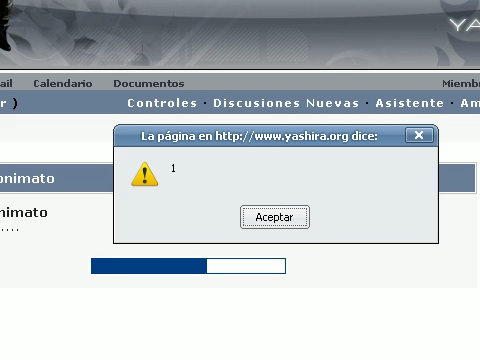 YA
ail Calendario Documentos Miemb
r ) Controles · Discusiones Nuevas · Asistente · Am
La página en http://www.yashira.org dice:
1
Aceptar
onimato
nimato
....